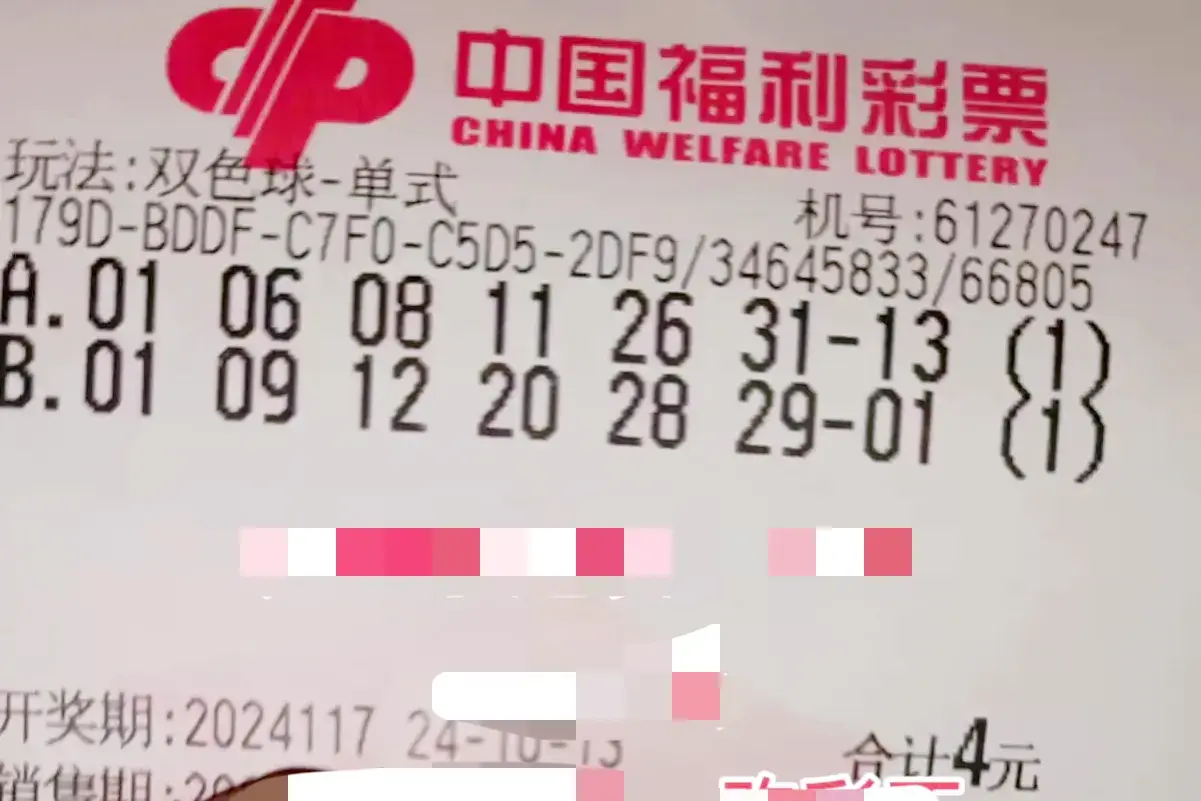 中国福利彩票
CHINA WELFARE LOTTERY
玩法:双色球-单式 机号:61270247
179D-BDDF-C7F0-C5D5-2DF9/34645833/66805
A.01 06 08 11 26 31-13 (1)
B.01 09 12 20 28 29-01 (1)
开奖期:2024117 24-10-13 合计4元
销售期:20